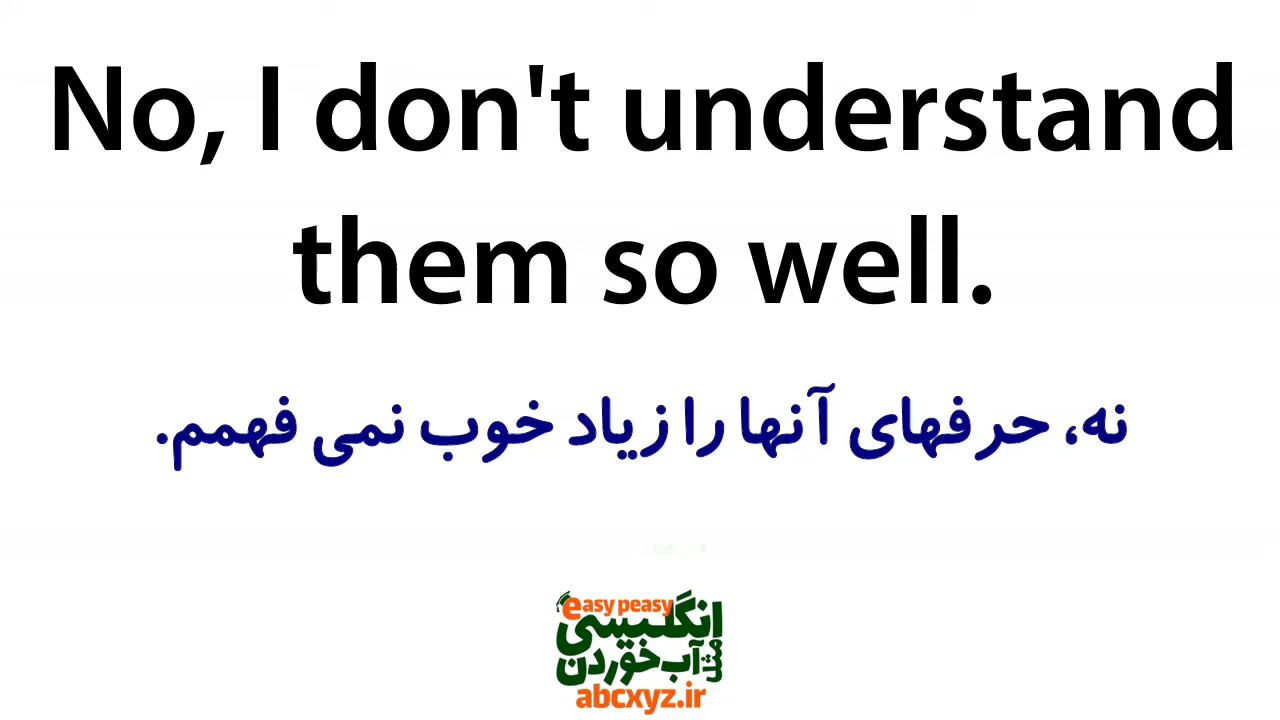 No, I don't understand
them so well.
نه، حرفهای آنها را زیاد خوب نمی فهمم.
easy peasy
انگلیسی
مثل آب خوردن
abcxyz.ir